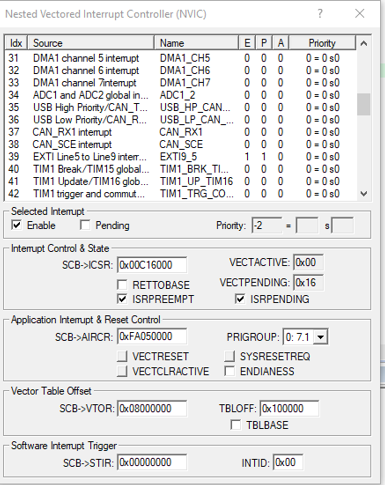 Nested Vectored Interrupt Controller (NVIC) ? ×
Idx Source Name E P A Priority
31 DMA1 channel 5 interrupt DMA1_CH5 0 0 0 0 = 0 s0
32 DMA1 channel 6 interrupt DMA1_CH6 0 0 0 0 = 0 s0
33 DMA1 channel 7interrupt DMA1_CH7 0 0 0 0 = 0 s0
34 ADC1 and ADC2 global in... ADC1_2 0 0 0 0 = 0 s0
35 USB High Priority/CAN_T... USB_HP_CAN... 0 0 0 0 = 0 s0
36 USB Low Priority/CAN_R... USB_LP_CAN_... 0 0 0 0 = 0 s0
37 CAN_RX1 interrupt CAN_RX1 0 0 0 0 = 0 s0
38 CAN_SCE interrupt CAN_SCE 0 0 0 0 = 0 s0
39 EXTI Line5 to Line9 interr... EXTI9_5 1 1 0 0 = 0 s0
40 TIM1 Break/TIM15 global... TIM1_BRK_TI... 0 0 0 0 = 0 s0
41 TIM1 Update/TIM16 glob... TIM1_UP_TIM16 0 0 0 0 = 0 s0
42 TIM1 trigger and commut... TIM1_TRG_CO... 0 0 0 0 = 0 s0
Selected Interrupt
Enable Pending Priority: -2 = s
Interrupt Control & State
SCB->ICSR: 0x00C16000 VECTACTIVE: 0x00
RETTOBASE VECTPENDING: 0x16
ISRPREEMPT ISRPENDING
Application Interrupt & Reset Control
SCB->AIRCR: 0xFA050000 PRIGROUP: 0: 7.1
VECTRESET SYSRESETREQ
VECTCLRACTIVE ENDIANESS
Vector Table Offset
SCB->VTOR: 0x08000000 TBLOFF: 0x100000
TBLBASE
Software Interrupt Trigger
SCB->STIR: 0x00000000 INTID: 0x00